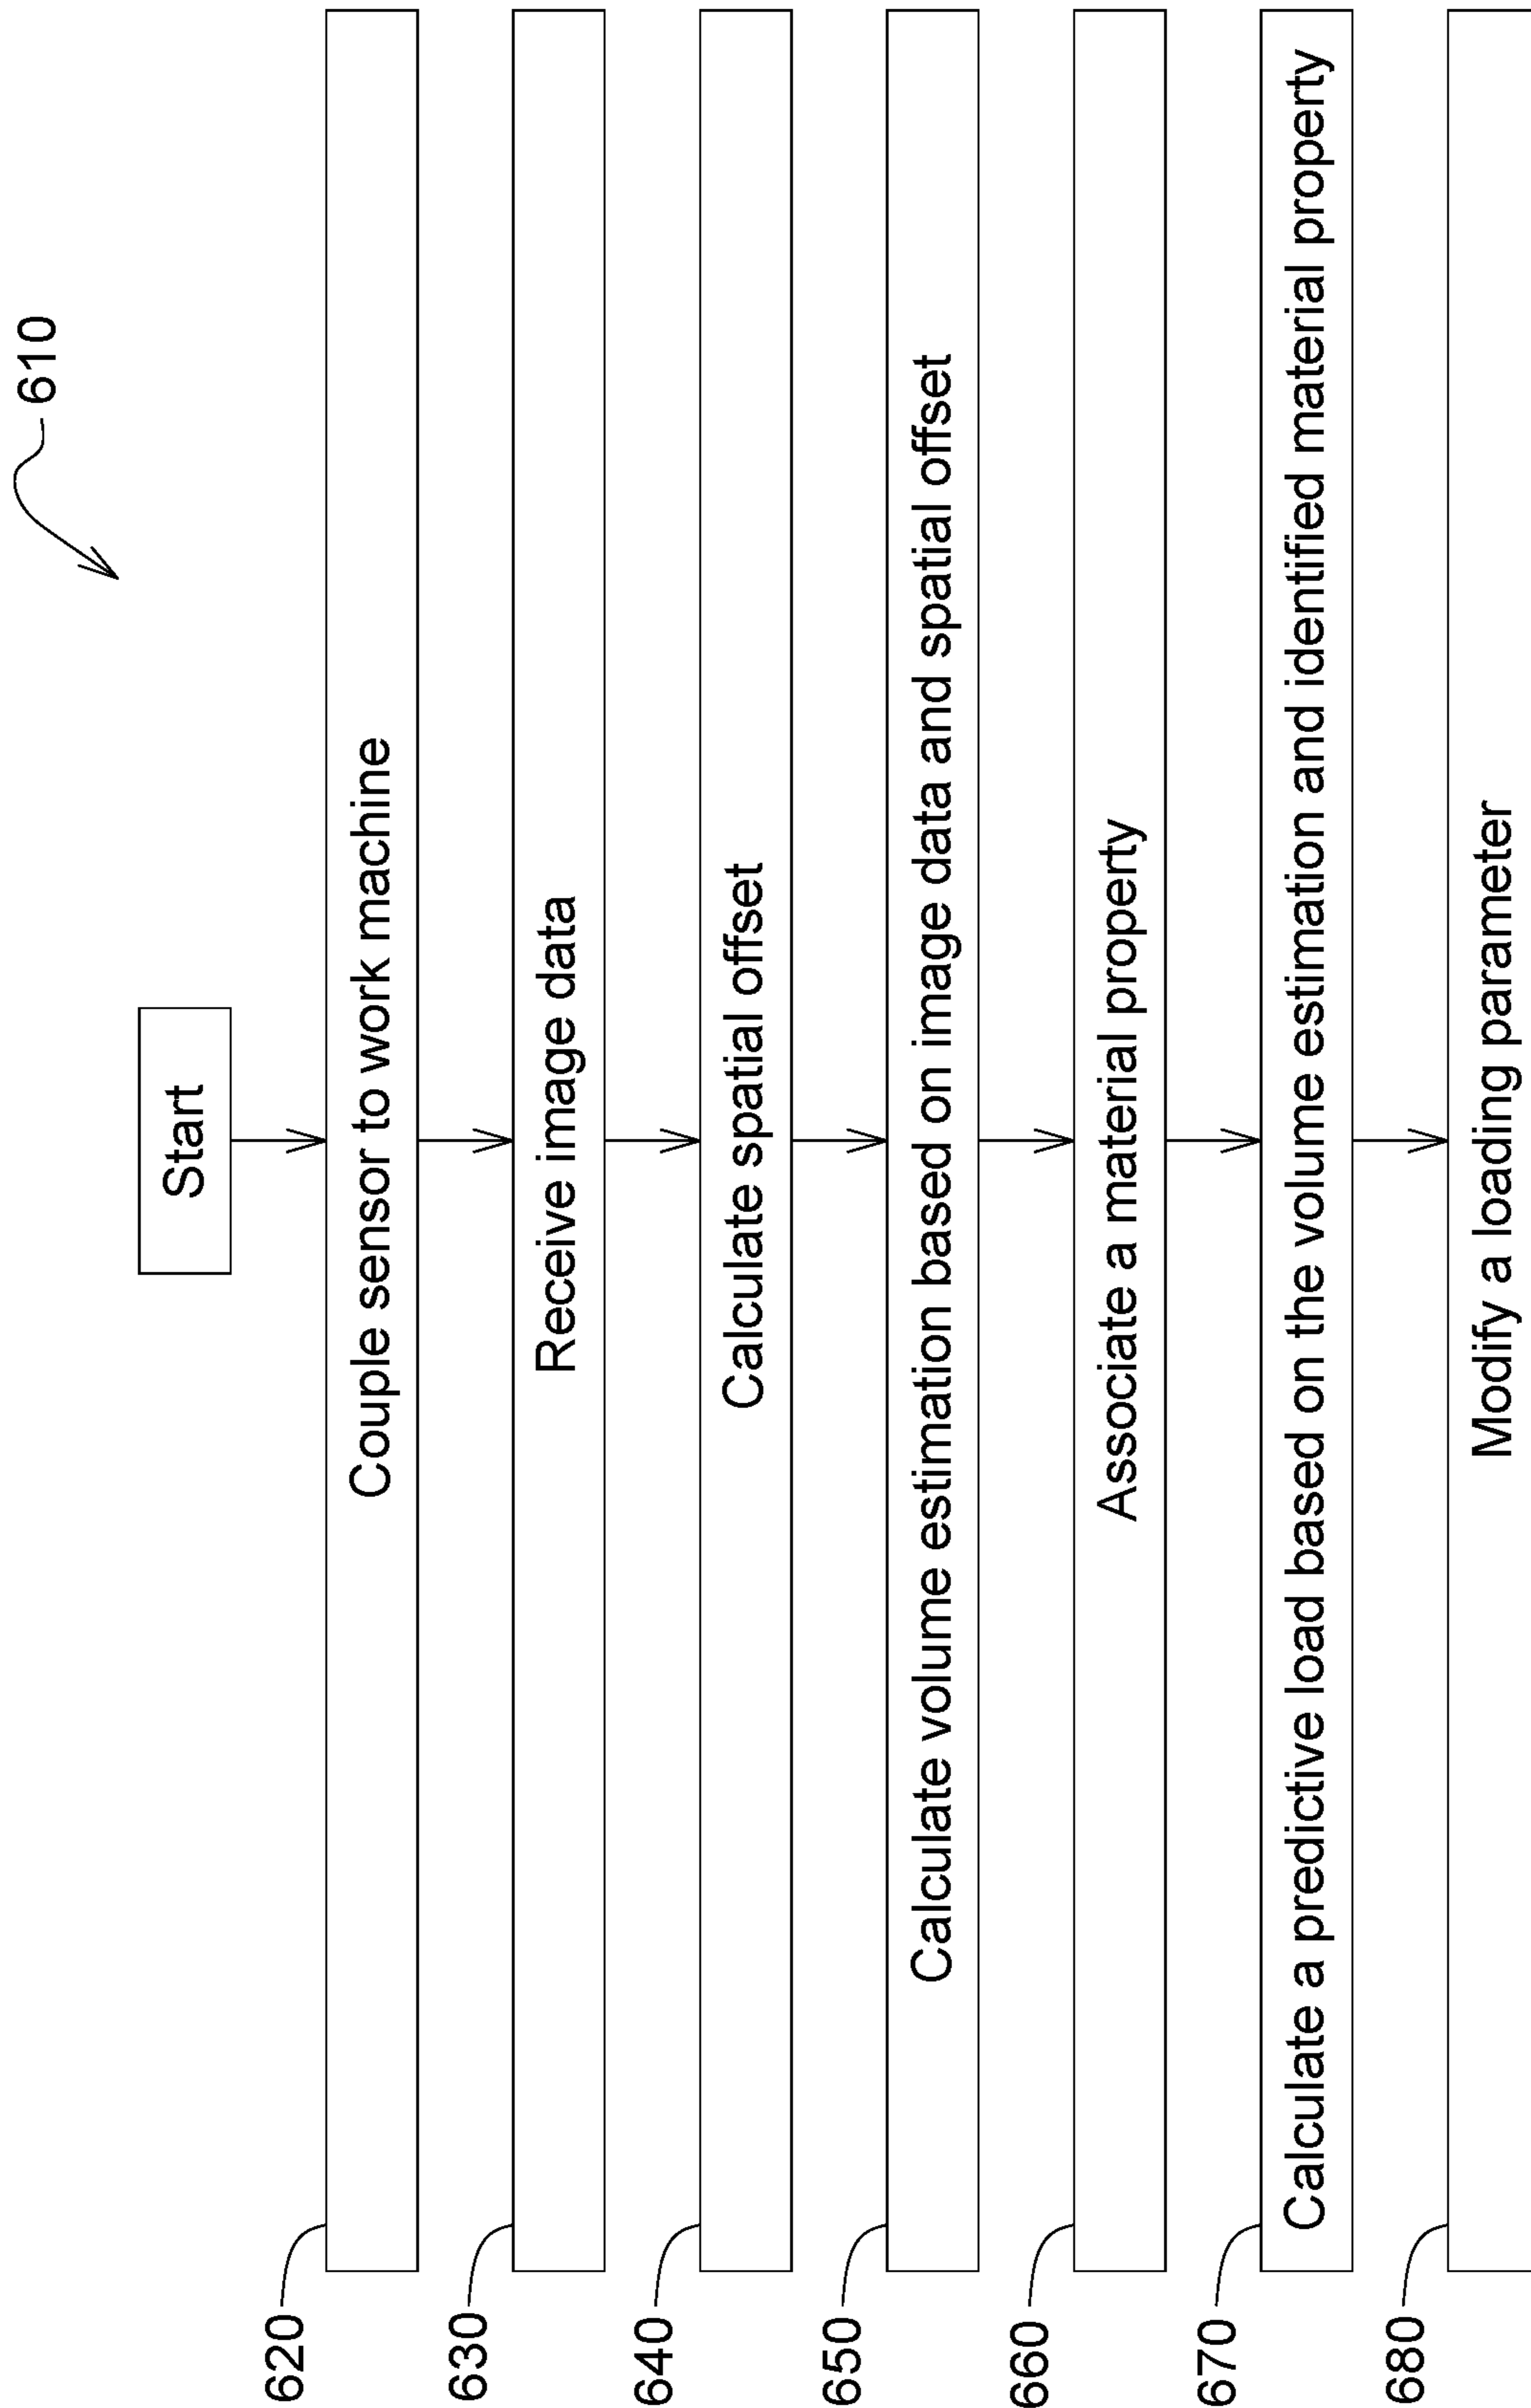 610
Start
620
Couple sensor to work machine
630
Receive image data
640
Calculate spatial offset
650
Calculate volume estimation based on image data and spatial offset
660
Associate a material property
670
Calculate a predictive load based on the volume estimation and identified material property
680
Modify a loading parameter